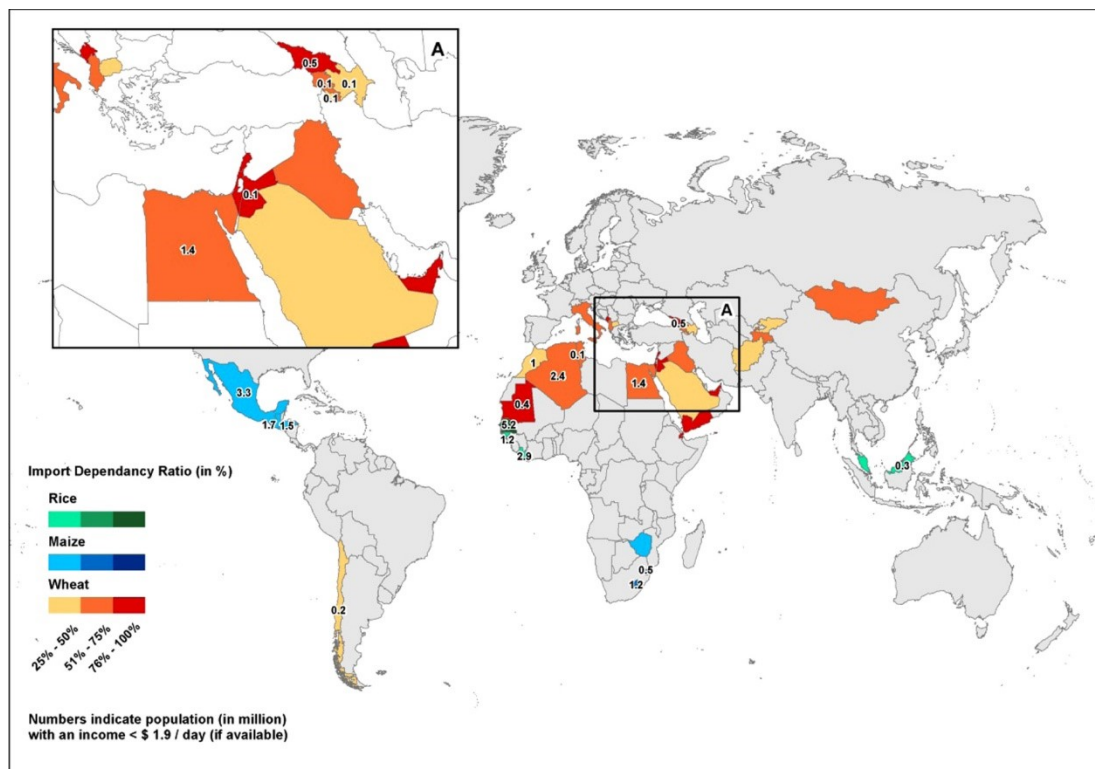 A
0.5
0.1 0.1
0.1
0.1
1.4
A
0.5
0.1
1
2.4
1.4
0.4
5.2
1.2
2.9
3.3
1.7 1.5
0.3
0.5
1.2
0.2
Import Dependancy Ratio (in %)
Rice
Maize
Wheat
25% - 50%
51% - 75%
76% - 100%
Numbers indicate population (in million)
with an income < $ 1.9 / day (if available)